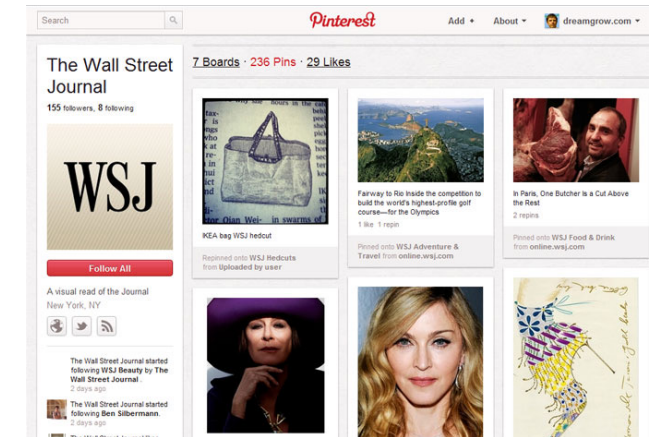 Search
Pinterest
Add +
About
dreamgrow.com
The Wall Street
Journal
155 followers, 8 following
WSJ
Follow All
A visual read of the Journal
New York, NY
The Wall Street Journal started
following WSJ Beauty by The
Wall Street Journal .
2 days ago
The Wall Street Journal started
following Ben Silbermann.
2 days ago
7 Boards · 236 Pins · 29 Likes
IKEA bag WSJ hedcut
Repinned onto WSJ Hedcuts
from Uploaded by user
Fairway to Rio Inside the competition to
build the world's highest-profile golf
course—for the Olympics
1 like 1 repin
Pinned onto WSJ Adventure &
Travel from online.wsj.com
In Paris, One Butcher Is a Cut Above
the Rest
2 repins
Pinned onto WSJ Food & Drink
from online.wsj.com